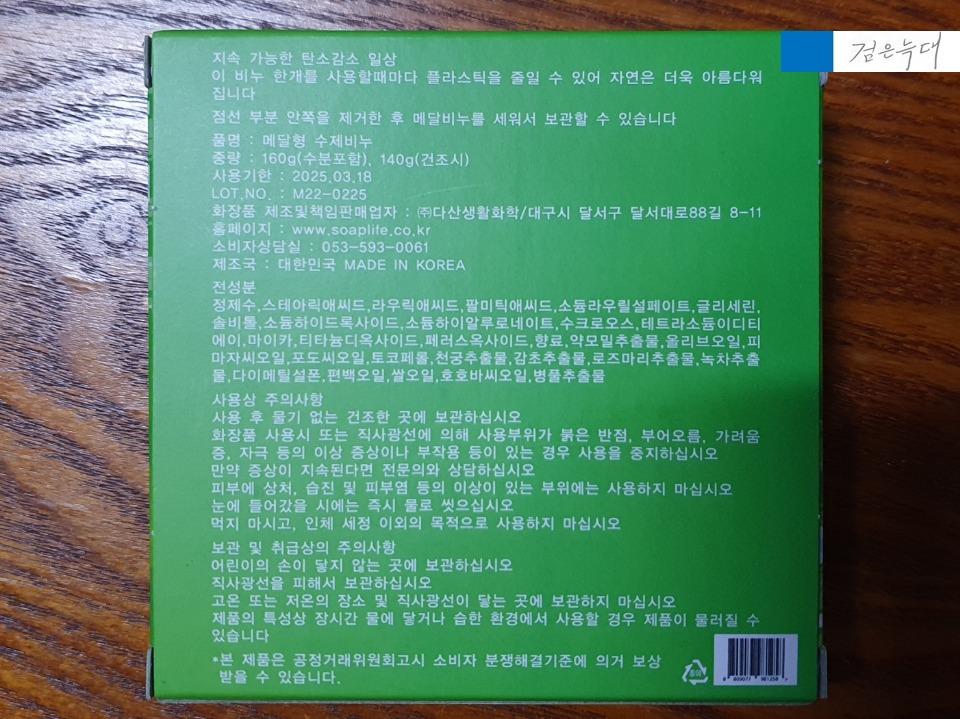 검은늑대
지속 가능한 탄소감소 일상
이 비누 한개를 사용할때마다 플라스틱을 줄일 수 있어 자연은 더욱 아름다워
집니다
점선 부분 안쪽을 제거한 후 메달비누를 세워서 보관할 수 있습니다
품명 : 메달형 수제비누
중량 : 160g(수분포함), 140g(건조시)
사용기한 : 2025.03.18
LOT.NO. : M22-0225
화장품 제조및책임판매업자 : ㈜다산생활화학/대구시 달서구 달서대로88길 8-11
홈페이지 : www.soaplife.co.kr
소비자상담실 : 053-593-0061
제조국 : 대한민국 MADE IN KOREA
전성분
정제수,스테아릭애씨드,라우릭애씨드,팔미틱애씨드,소듐라우릴설페이트,글리세린,
솔비톨,소듐하이드록사이드,소듐하이알루로네이트,수크로오스,테트라소듐이디티
에이,마이카,티타늄디옥사이드,페러스옥사이드,향료,약모밀추출물,올리브오일,피
마자씨오일,포도씨오일,토코페롤,천궁추출물,감초추출물,로즈마리추출물,녹차추출
물,다이메틸설폰,편백오일,쌀오일,호호바씨오일,병풀추출물
사용상 주의사항
사용 후 물기 없는 건조한 곳에 보관하십시오
화장품 사용시 또는 직사광선에 의해 사용부위가 붉은 반점, 부어오름, 가려움
증, 자극 등의 이상 증상이나 부작용 등이 있는 경우 사용을 중지하십시오
만약 증상이 지속된다면 전문의와 상담하십시오
피부에 상처, 습진 및 피부염 등의 이상이 있는 부위에는 사용하지 마십시오
눈에 들어갔을 시에는 즉시 물로 씻으십시오
먹지 마시고, 인체 세정 이외의 목적으로 사용하지 마십시오
보관 및 취급상의 주의사항
어린이의 손이 닿지 않는 곳에 보관하십시오
직사광선을 피해서 보관하십시오
고온 또는 저온의 장소 및 직사광선이 닿는 곳에 보관하지 마십시오
제품의 특성상 장시간 물에 닿거나 습한 환경에서 사용할 경우 제품이 물러질 수
있습니다
*본 제품은 공정거래위원회고시 소비자 분쟁해결기준에 의거 보상
받을 수 있습니다.
종이
8 809077 981258